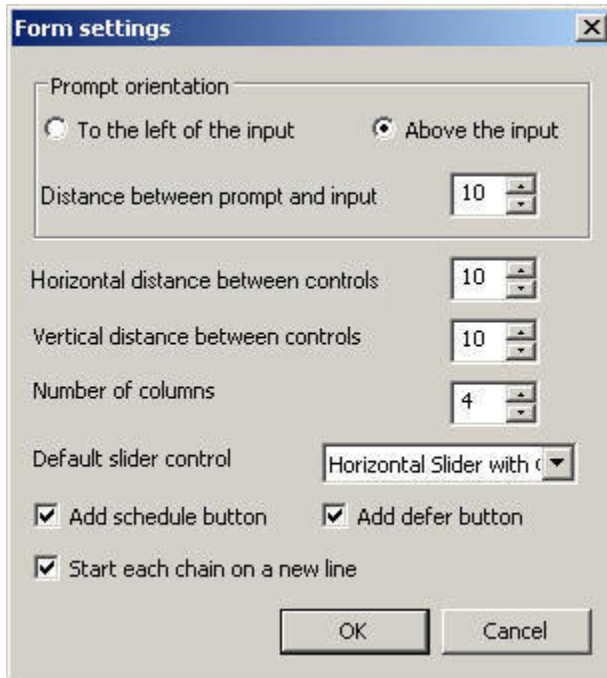 Form settings
Prompt orientation
To the left of the input Above the input
Distance between prompt and input 10
Horizontal distance between controls 10
Vertical distance between controls 10
Number of columns 4
Default slider control Horizontal Slider with
Add schedule button Add defer button
Start each chain on a new line
OK Cancel